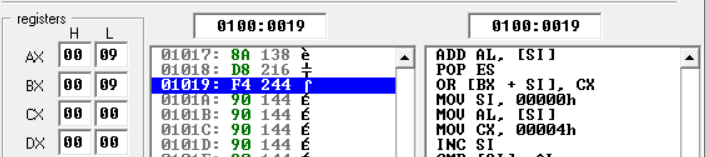 registers
H L
AX 00 09
BX 00 09
CX 00 00
DX 00 00
0100:0019
01017: 8A 138 è
01018: D8 216 ╪
01019: F4 244 ⌠
0101A: 90 144 É
0101B: 90 144 É
0101C: 90 144 É
0101D: 90 144 É
0100:0019
ADD AL, [SI]
POP ES
OR [BX + SI], CX
MOV SI, 00000h
MOV AL, [SI]
MOV CX, 00004h
INC SI